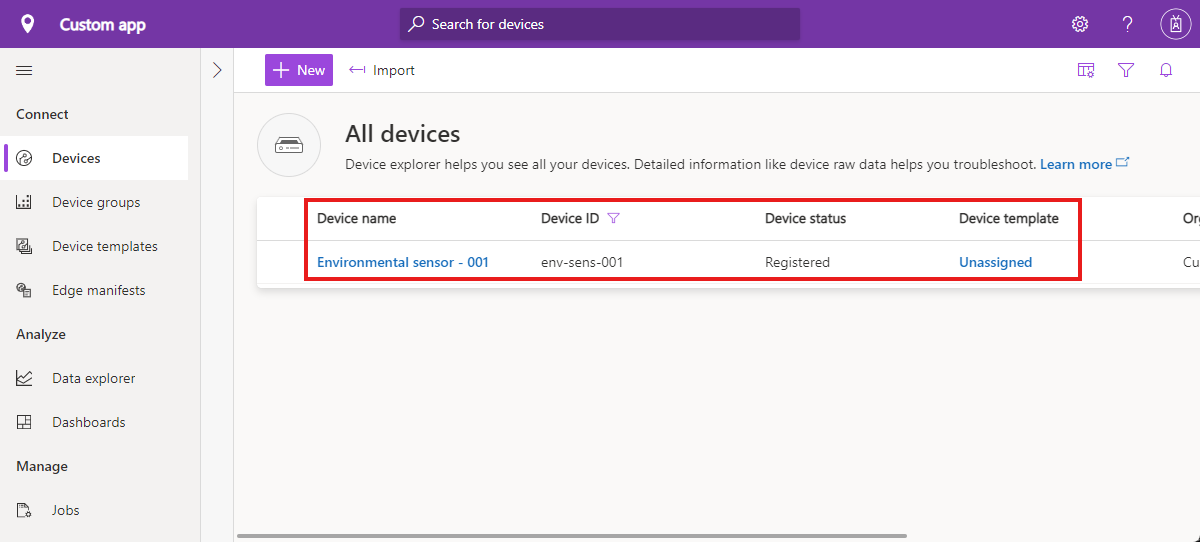 Custom app
Search for devices
?
New
Import
Connect
Devices
Device groups
Device templates
Edge manifests
Analyze
Data explorer
Dashboards
Manage
Jobs
All devices
Device explorer helps you see all your devices. Detailed information like device raw data helps you troubleshoot. Learn more
Device name Device ID Device status Device template Or
Environmental sensor - 001 env-sens-001 Registered Unassigned Cu